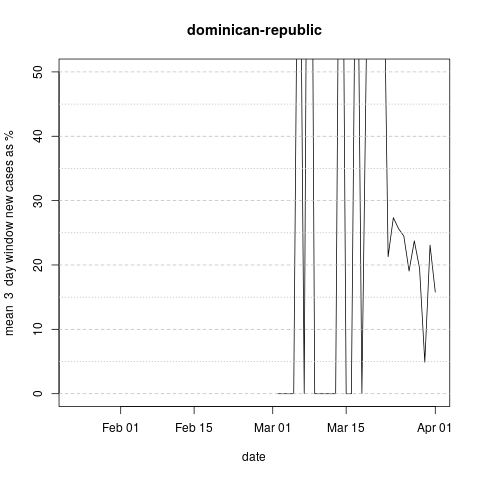 dominican-republic
mean 3 day window new cases as %
50
40
30
20
10
0
Feb 01
Feb 15
Mar 01
Mar 15
Apr 01
date